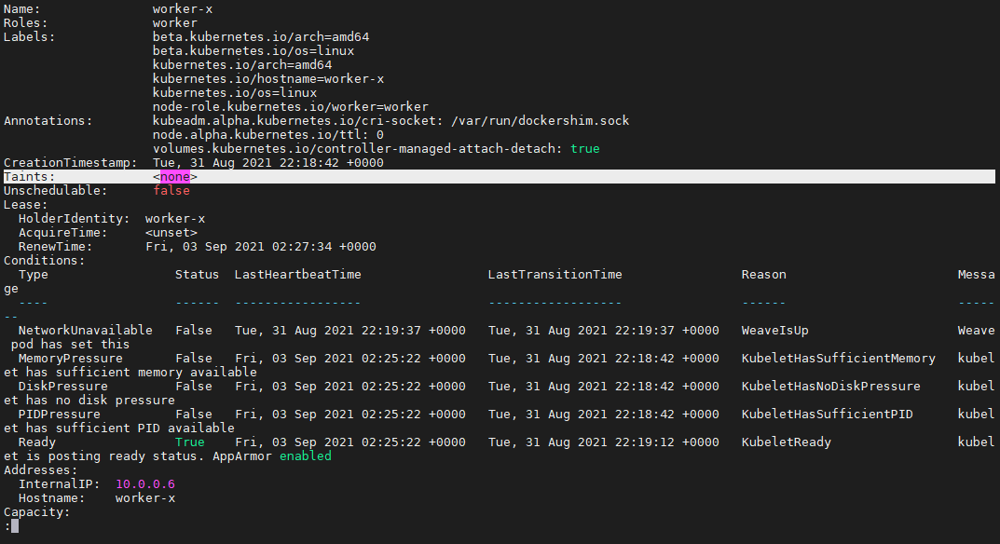 Name:               worker-x
Roles:              worker
Labels:             beta.kubernetes.io/arch=amd64
                    beta.kubernetes.io/os=linux
                    kubernetes.io/arch=amd64
                    kubernetes.io/hostname=worker-x
                    kubernetes.io/os=linux
                    node-role.kubernetes.io/worker=worker
Annotations:        kubeadm.alpha.kubernetes.io/cri-socket: /var/run/dockershim.sock
                    node.alpha.kubernetes.io/ttl: 0
                    volumes.kubernetes.io/controller-managed-attach-detach: true
CreationTimestamp:  Tue, 31 Aug 2021 22:18:42 +0000
Taints:             <none>
Unschedulable:      false
Lease:
  HolderIdentity:  worker-x
  AcquireTime:     <unset>
  RenewTime:       Fri, 03 Sep 2021 02:27:34 +0000
Conditions:
  Type                 Status  LastHeartbeatTime                 LastTransitionTime                Reason                       Messa
ge
  ----                 ------  -----------------                 ------------------                ------                       -----
--
  NetworkUnavailable   False   Tue, 31 Aug 2021 22:19:37 +0000   Tue, 31 Aug 2021 22:19:37 +0000   WeaveIsUp                    Weave
 pod has set this
  MemoryPressure       False   Fri, 03 Sep 2021 02:25:22 +0000   Tue, 31 Aug 2021 22:18:42 +0000   KubeletHasSufficientMemory   kubel
et has sufficient memory available
  DiskPressure         False   Fri, 03 Sep 2021 02:25:22 +0000   Tue, 31 Aug 2021 22:18:42 +0000   KubeletHasNoDiskPressure     kubel
et has no disk pressure
  PIDPressure          False   Fri, 03 Sep 2021 02:25:22 +0000   Tue, 31 Aug 2021 22:18:42 +0000   KubeletHasSufficientPID      kubel
et has sufficient PID available
  Ready                True    Fri, 03 Sep 2021 02:25:22 +0000   Tue, 31 Aug 2021 22:19:12 +0000   KubeletReady                 kubel
et is posting ready status. AppArmor enabled
Addresses:
  InternalIP:  10.0.0.6
  Hostname:    worker-x
Capacity:
: